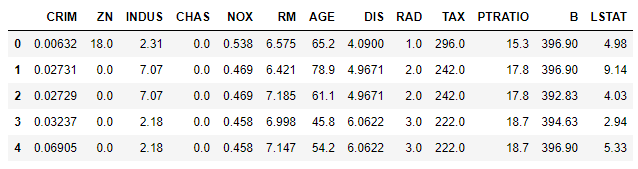 CRIM ZN INDUS CHAS NOX RM AGE DIS RAD TAX PTRATIO B LSTAT
0 0.00632 18.0 2.31 0.0 0.538 6.575 65.2 4.0900 1.0 296.0 15.3 396.90 4.98
1 0.02731 0.0 7.07 0.0 0.469 6.421 78.9 4.9671 2.0 242.0 17.8 396.90 9.14
2 0.02729 0.0 7.07 0.0 0.469 7.185 61.1 4.9671 2.0 242.0 17.8 392.83 4.03
3 0.03237 0.0 2.18 0.0 0.458 6.998 45.8 6.0622 3.0 222.0 18.7 394.63 2.94
4 0.06905 0.0 2.18 0.0 0.458 7.147 54.2 6.0622 3.0 222.0 18.7 396.90 5.33